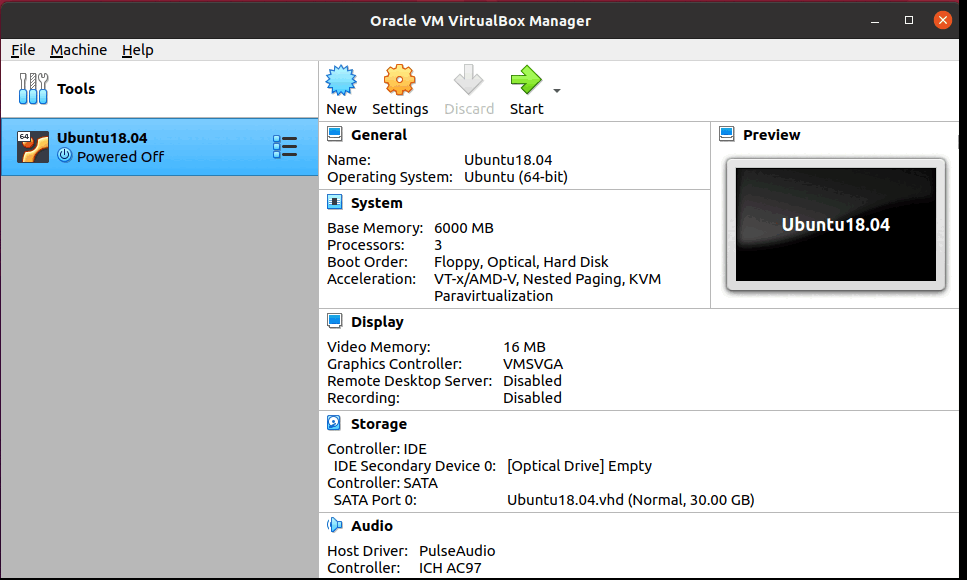 Oracle VM VirtualBox Manager
File Machine Help
Tools
New Settings Discard Start
64
Ubuntu18.04
Powered Off
General
Name: Ubuntu18.04
Operating System: Ubuntu (64-bit)
Preview
Ubuntu18.04
System
Base Memory: 6000 MB
Processors: 3
Boot Order: Floppy, Optical, Hard Disk
Acceleration: VT-x/AMD-V, Nested Paging, KVM
Paravirtualization
Display
Video Memory: 16 MB
Graphics Controller: VMSVGA
Remote Desktop Server: Disabled
Recording: Disabled
Storage
Controller: IDE
IDE Secondary Device 0: [Optical Drive] Empty
Controller: SATA
SATA Port 0: Ubuntu18.04.vhd (Normal, 30.00 GB)
Audio
Host Driver: PulseAudio
Controller: ICH AC97